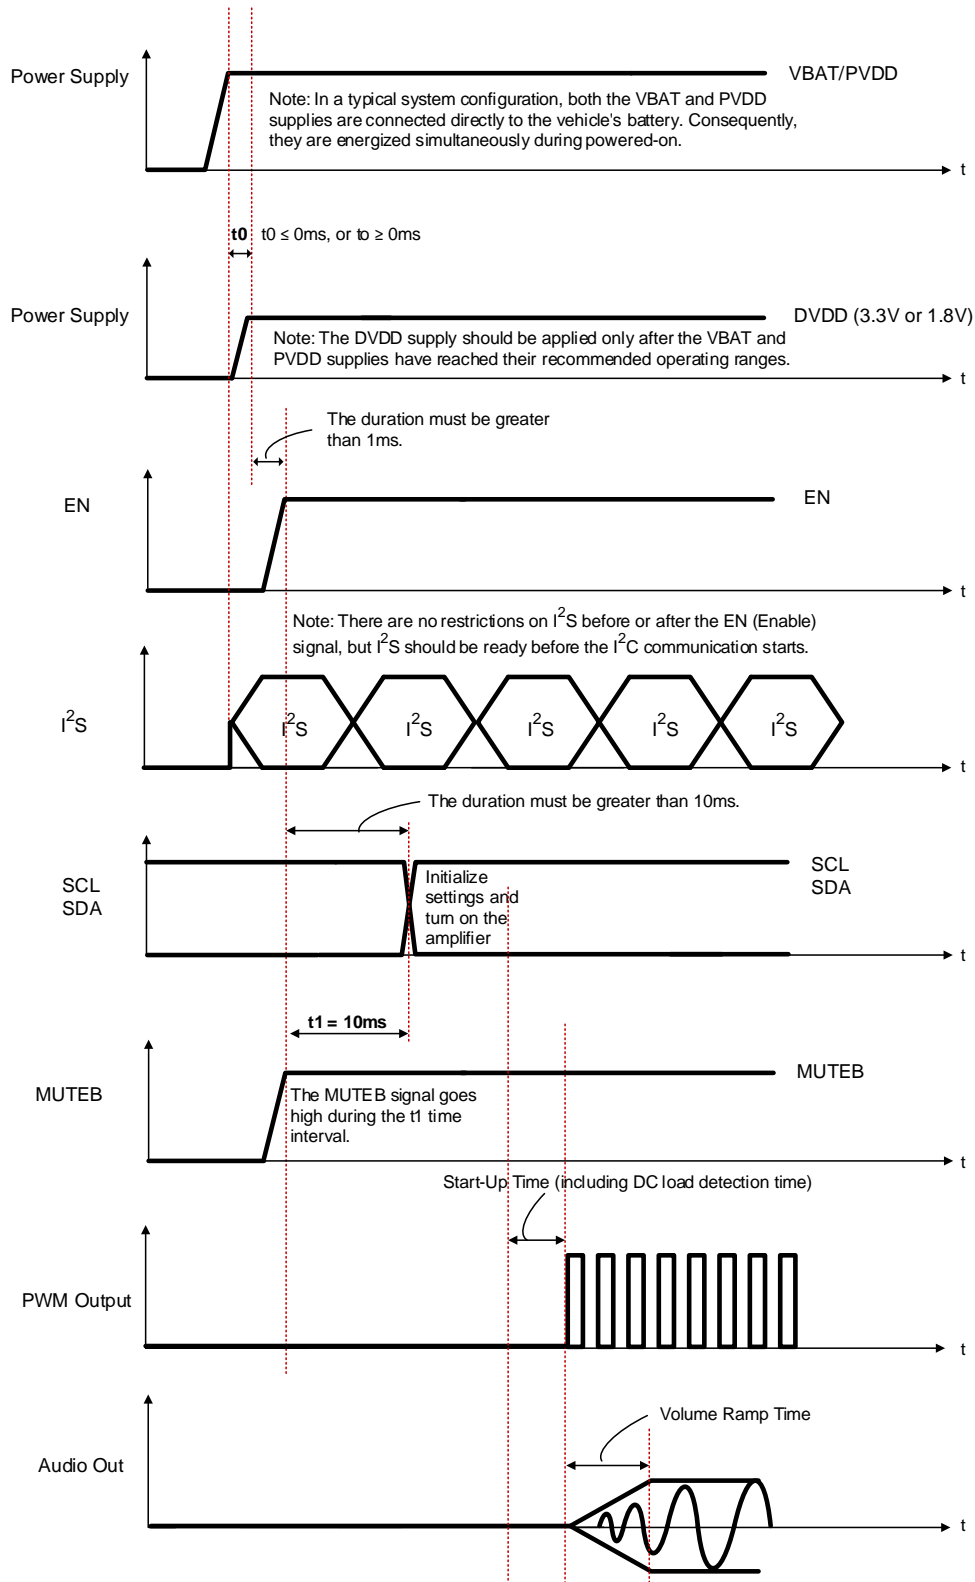 Power Supply
VBAT/PVDD
Note: In a typical system configuration, both the VBAT and PVDD
supplies are connected directly to the vehicle's battery. Consequently,
they are energized simultaneously during powered-on.
t
t0 t0 ≤ 0ms, or to ≥ 0ms
Power Supply
DVDD (3.3V or 1.8V)
Note: The DVDD supply should be applied only after the VBAT and
PVDD supplies have reached their recommended operating ranges.
t
The duration must be greater
than 1ms.
EN
EN
t
Note: There are no restrictions on I²S before or after the EN (Enable)
signal, but I²S should be ready before the I²C communication starts.
I²S
I²S I²S I²S I²S I²S
t
The duration must be greater than 10ms.
SCL
SDA
Initialize
settings and
turn on the
amplifier
SCL
SDA
t
t1 = 10ms
MUTEB
MUTEB
The MUTEB signal goes
high during the t1 time
interval.
t
Start-Up Time (including DC load detection time)
PWM Output
t
Volume Ramp Time
Audio Out
t